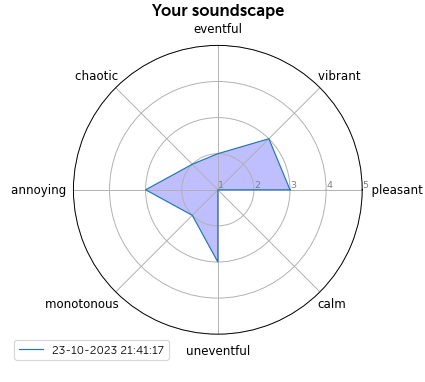 Your soundscape
eventful
chaotic vibrant
annoying 1 2 3 4 5 pleasant
monotonous calm
23-10-2023 21:41:17 uneventful